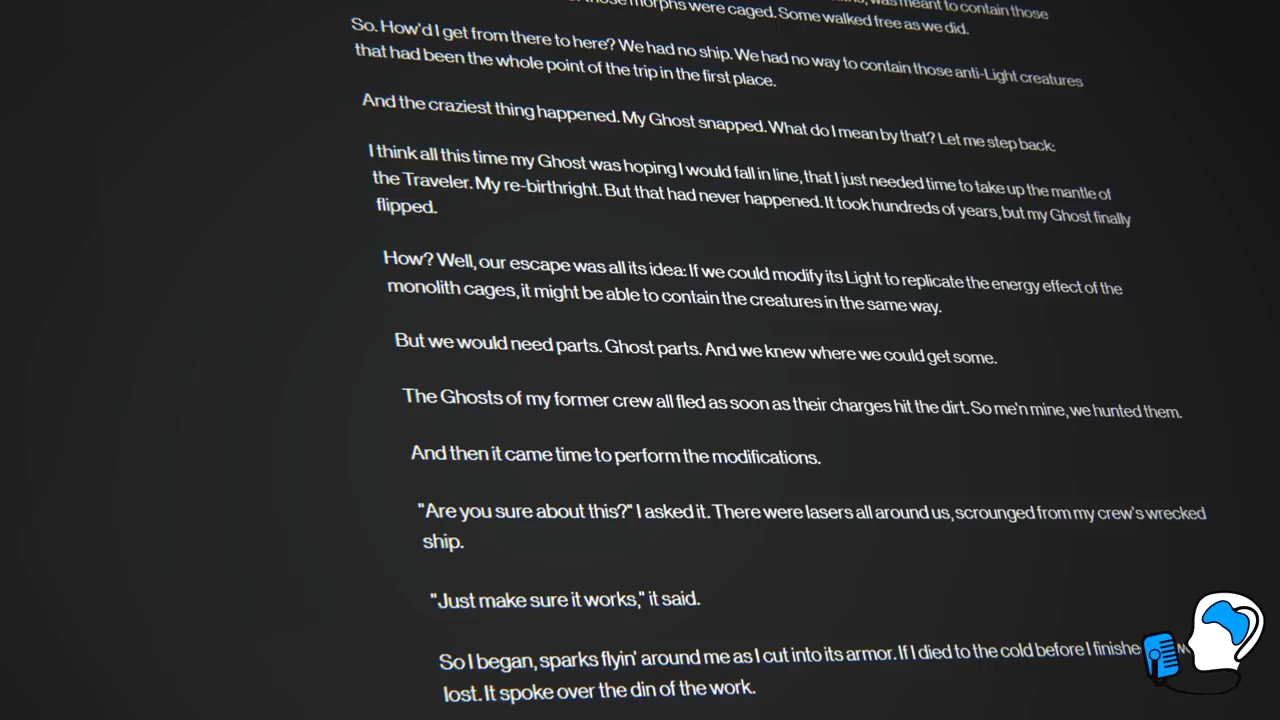 was meant to contain those
morphs were caged. Some walked free as we did.
So. How'd I get from there to here? We had no ship. We had no way to contain those anti-Light creatures
that had been the whole point of the trip in the first place.
And the craziest thing happened. My Ghost snapped. What do I mean by that? Let me step back:
I think all this time my Ghost was hoping I would fall in line, that I just needed time to take up the mantle of
the Traveler. My re-birthright. But that had never happened. It took hundreds of years, but my Ghost finally
flipped.
How? Well, our escape was all its idea: If we could modify its Light to replicate the energy effect of the
monolith cages, it might be able to contain the creatures in the same way.
But we would need parts. Ghost parts. And we knew where we could get some.
The Ghosts of my former crew all fled as soon as their charges hit the dirt. So me'n mine, we hunted them.
And then it came time to perform the modifications.
"Are you sure about this?" I asked it. There were lasers all around us, scrounged from my crew's wrecked
ship.
"Just make sure it works," it said.
So I began, sparks flyin' around me as I cut into its armor. If I died to the cold before I
lost. It spoke over the din of the work.